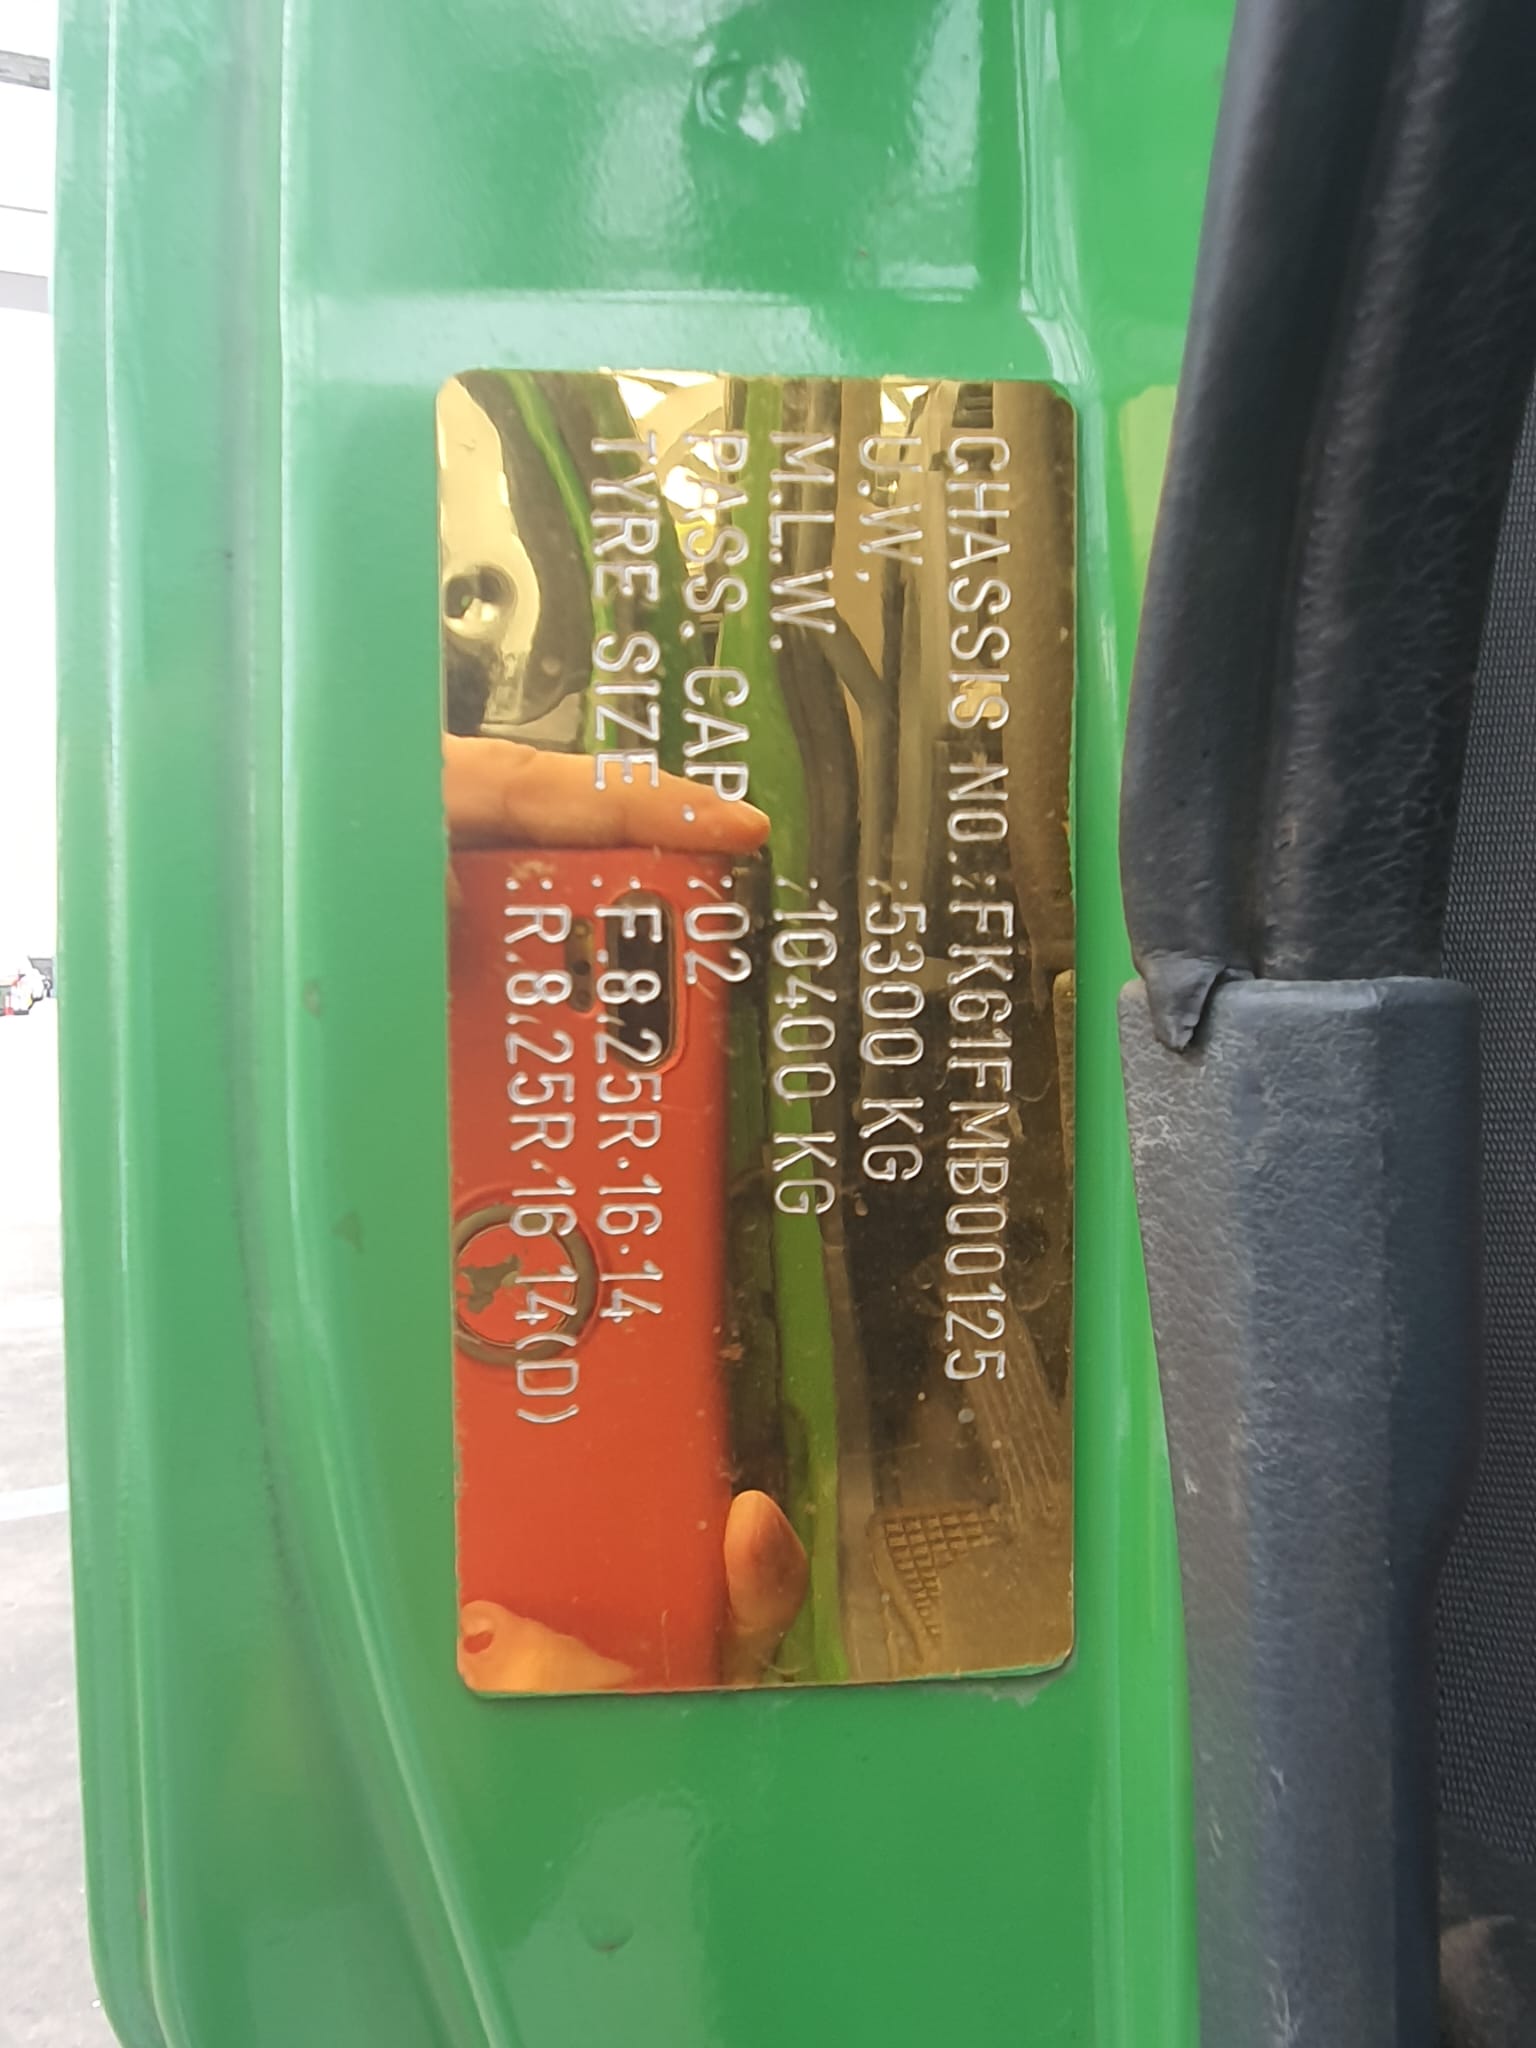 CHASSIS NO.:FK61FMB00125
U.W. :5300 KG
M.L.W. :10400 KG
PASS. CAP. :02
TYRE SIZE :F.8.25R.16.14
:R.8.25R.16 14(D)